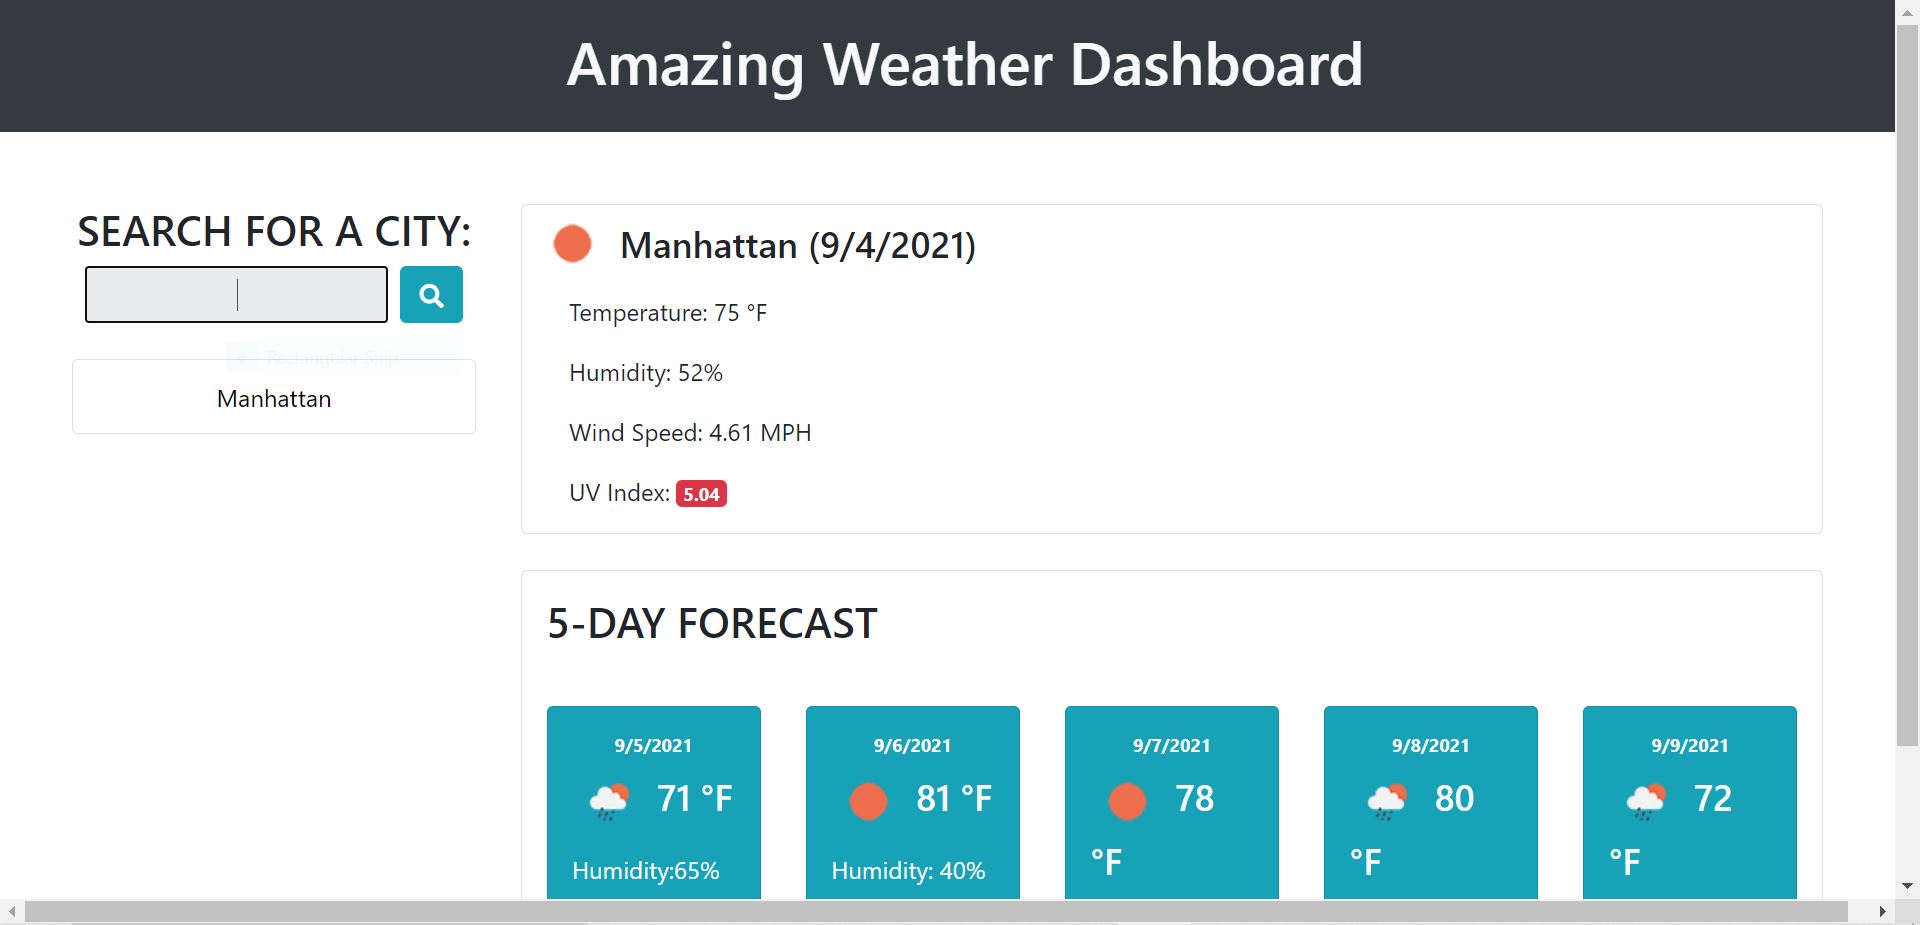 Amazing Weather Dashboard
SEARCH FOR A CITY:
Rectangular Snip
Manhattan
Manhattan (9/4/2021)
Temperature: 75 °F
Humidity: 52%
Wind Speed: 4.61 MPH
UV Index: 5.04
5-DAY FORECAST
9/5/2021
71 °F
Humidity:65%
9/6/2021
81 °F
Humidity: 40%
9/7/2021
78
°F
9/8/2021
80
°F
9/9/2021
72
°F